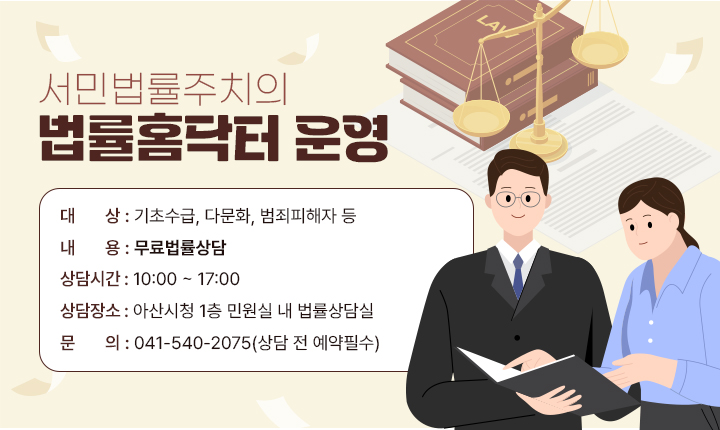 서민법률주치의
법률홈닥터 운영
대 상 : 기초수급, 다문화, 범죄피해자 등
내 용 : 무료법률상담
상담시간 : 10:00 ~ 17:00
상담장소 : 아산시청 1층 민원실 내 법률상담실
문 의 : 041-540-2075(상담 전 예약필수)